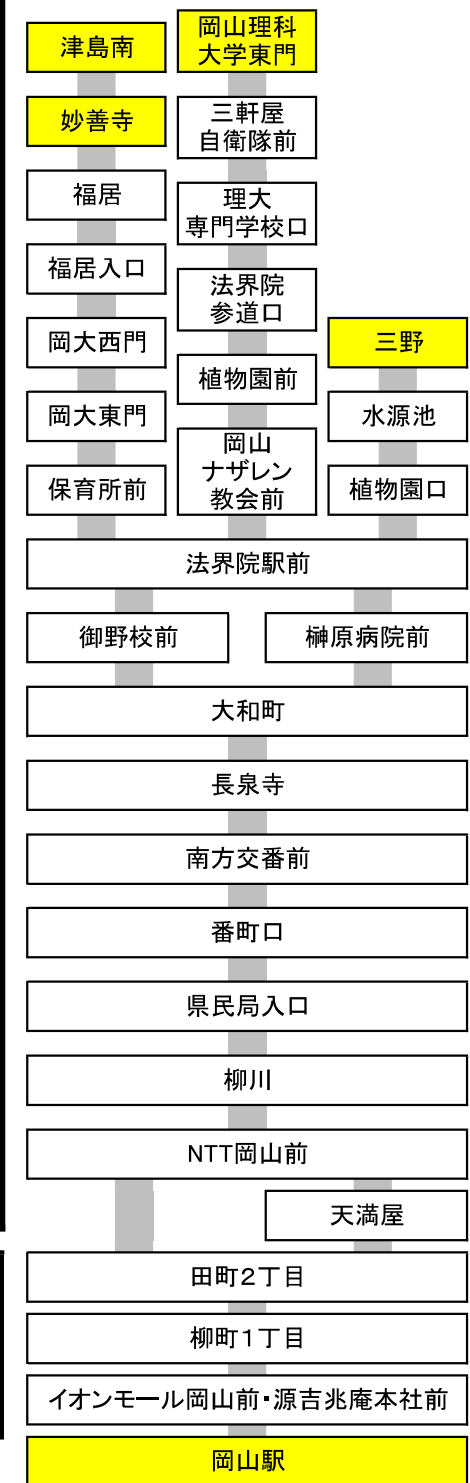 津島南
妙善寺
福居
福居入口
岡大西門
岡大東門
保育所前
岡山理科
大学東門
三軒屋
自衛隊前
理大
専門学校口
法界院
参道口
植物園前
岡山
ナザレン
教会前
三野
水源池
植物園口
法界院駅前
御野校前
榊原病院前
大和町
長泉寺
南方交番前
番町口
県民局入口
柳川
NTT岡山前
天満屋
田町2丁目
柳町1丁目
イオンモール岡山前・源吉兆庵本社前
岡山駅